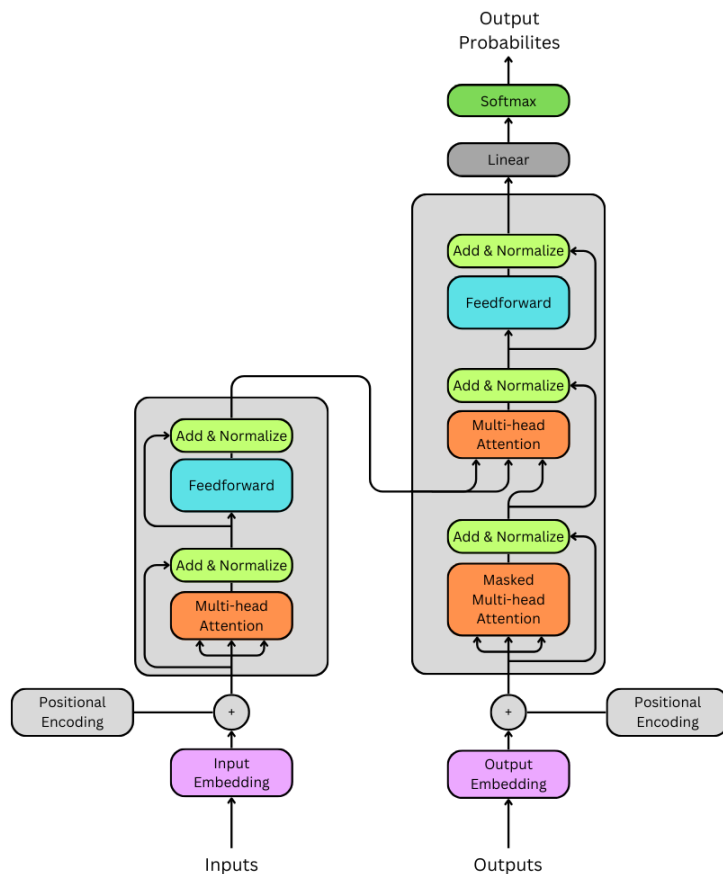 Output
Probabilites
Softmax
Linear
Add & Normalize
Feedforward
Add & Normalize
Multi-head
Attention
Add & Normalize
Masked
Multi-head
Attention
Add & Normalize
Feedforward
Add & Normalize
Multi-head
Attention
Positional
Encoding
+
+
Positional
Encoding
Input
Embedding
Output
Embedding
Inputs
Outputs